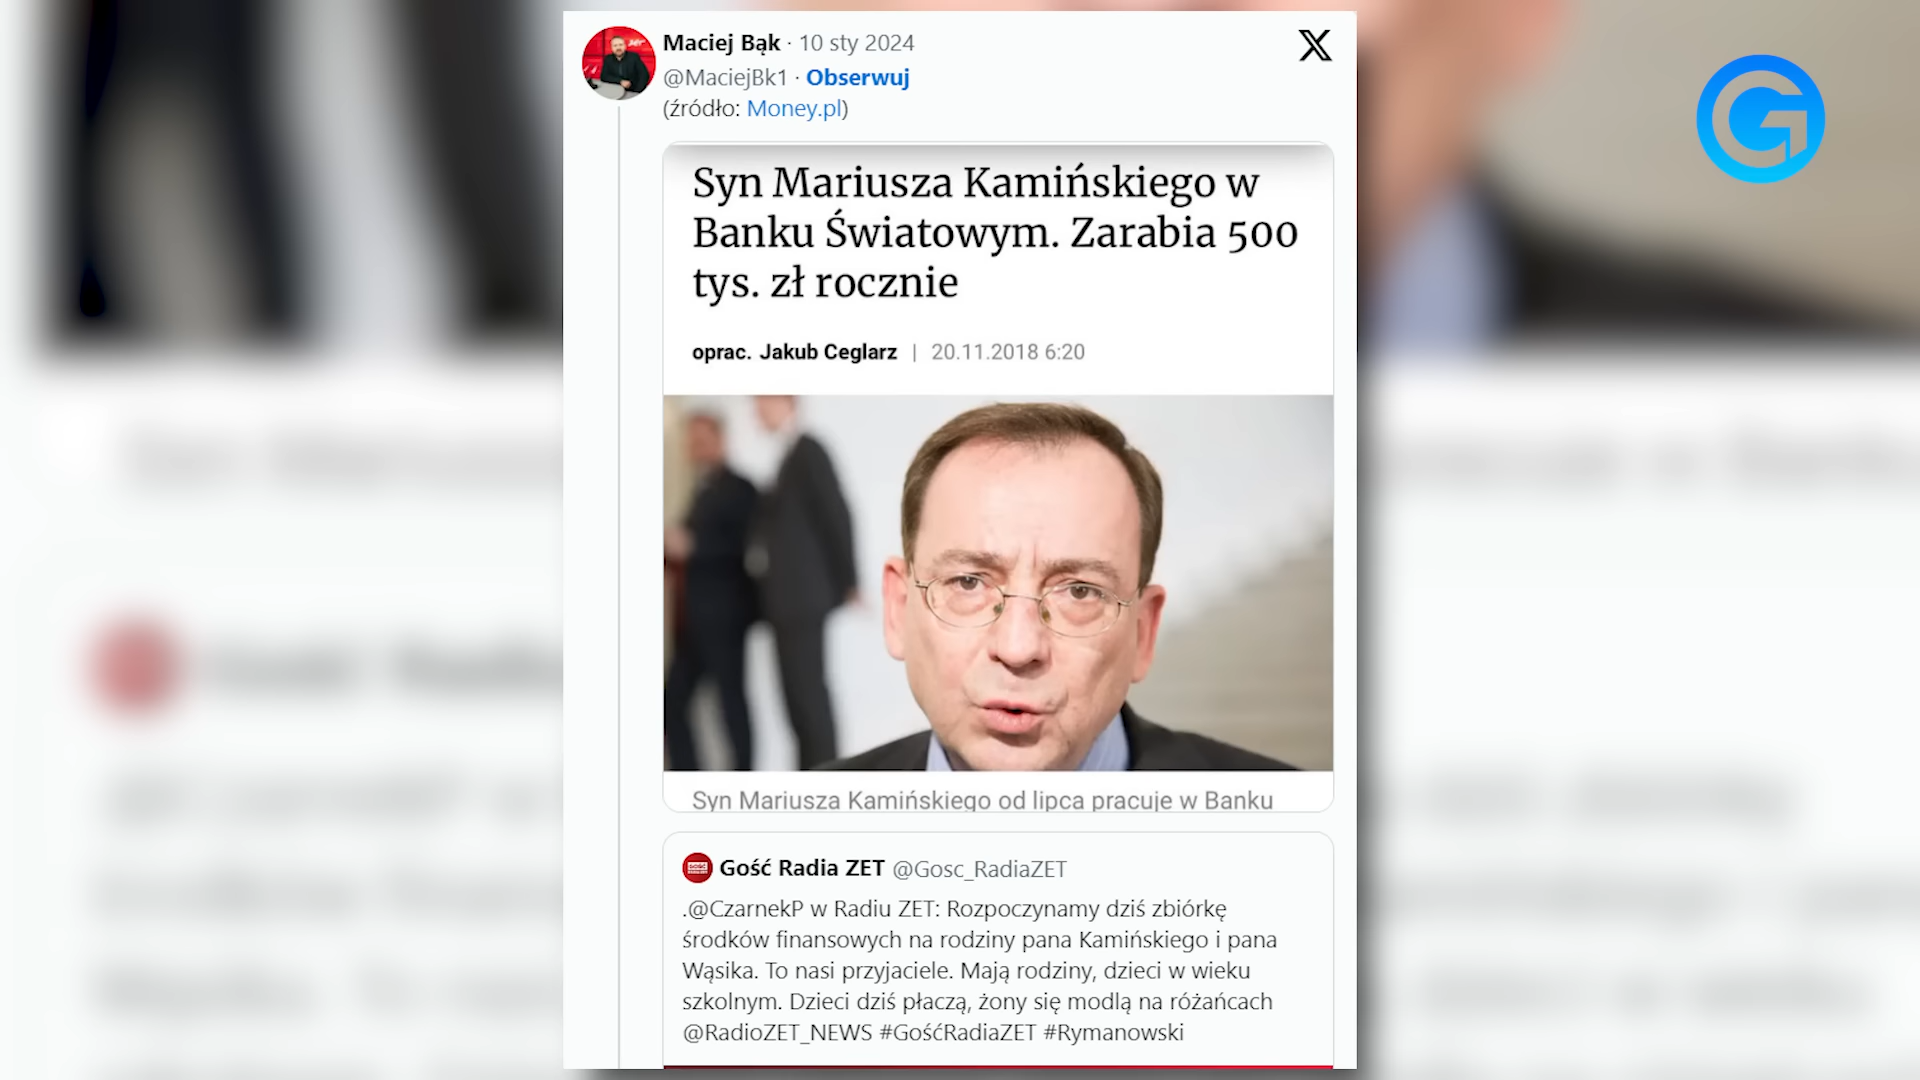 Maciej Bąk · 10 sty 2024
@MaciejBk1 · Obserwuj
(źródło: Money.pl)
Syn Mariusza Kamińskiego w
Banku Światowym. Zarabia 500
tys. zł rocznie
oprac. Jakub Ceglarz | 20.11.2018 6:20
Syn Mariusza Kamińskiego od lipca pracuje w Banku
Gość Radia ZET @Gosc_RadiaZET
.@CzarnekP w Radiu ZET: Rozpoczynamy dziś zbiórkę
środków finansowych na rodziny pana Kamińskiego i pana
Wąsika. To nasi przyjaciele. Mają rodziny, dzieci w wieku
szkolnym. Dzieci dziś płaczą, żony się modlą na różańcach
@RadioZET_NEWS #GośćRadiaZET #Rymanowski